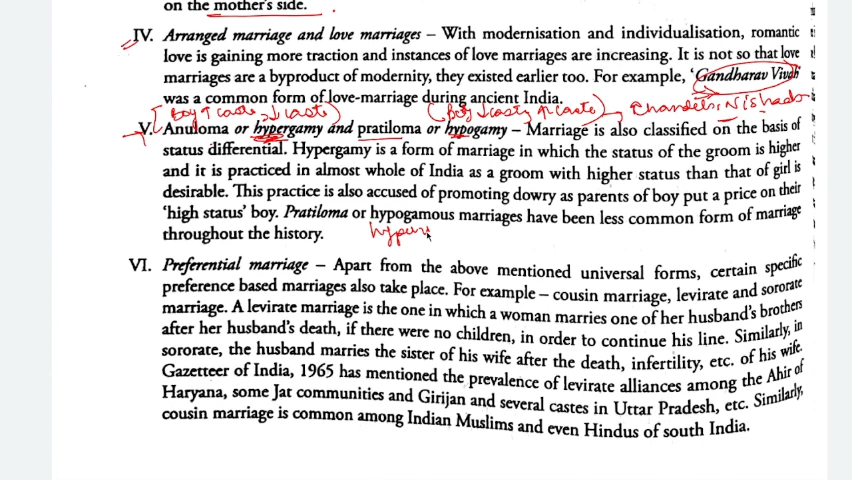 on the mother's side.
IV. Arranged marriage and love marriages – With modernisation and individualisation, romantic
love is gaining more traction and instances of love marriages are increasing. It is not so that love
marriages are a byproduct of modernity, they existed earlier too. For example, 'Gandharav Vivah'
was a common form of love-marriage during ancient India.
V. Anuloma or hypergamy and pratiloma or hypogamy – Marriage is also classified on the basis of
status differential. Hypergamy is a form of marriage in which the status of the groom is higher
and it is practiced in almost whole of India as a groom with higher status than that of girl is
desirable. This practice is also accused of promoting dowry as parents of boy put a price on their
'high status' boy. Pratiloma or hypogamous marriages have been less common form of marriage
throughout the history.
VI. Preferential marriage – Apart from the above mentioned universal forms, certain specific
preference based marriages also take place. For example – cousin marriage, levirate and sororate
marriage. A levirate marriage is the one in which a woman marries one of her husband's brothers
after her husband's death, if there were no children, in order to continue his line. Similarly, in
sororate, the husband marries the sister of his wife after the death, infertility, etc. of his wife.
Gazetteer of India, 1965 has mentioned the prevalence of levirate alliances among the Ahir of
Haryana, some Jat communities and Girijan and several castes in Uttar Pradesh, etc. Similarly,
cousin marriage is common among Indian Muslims and even Hindus of south India.